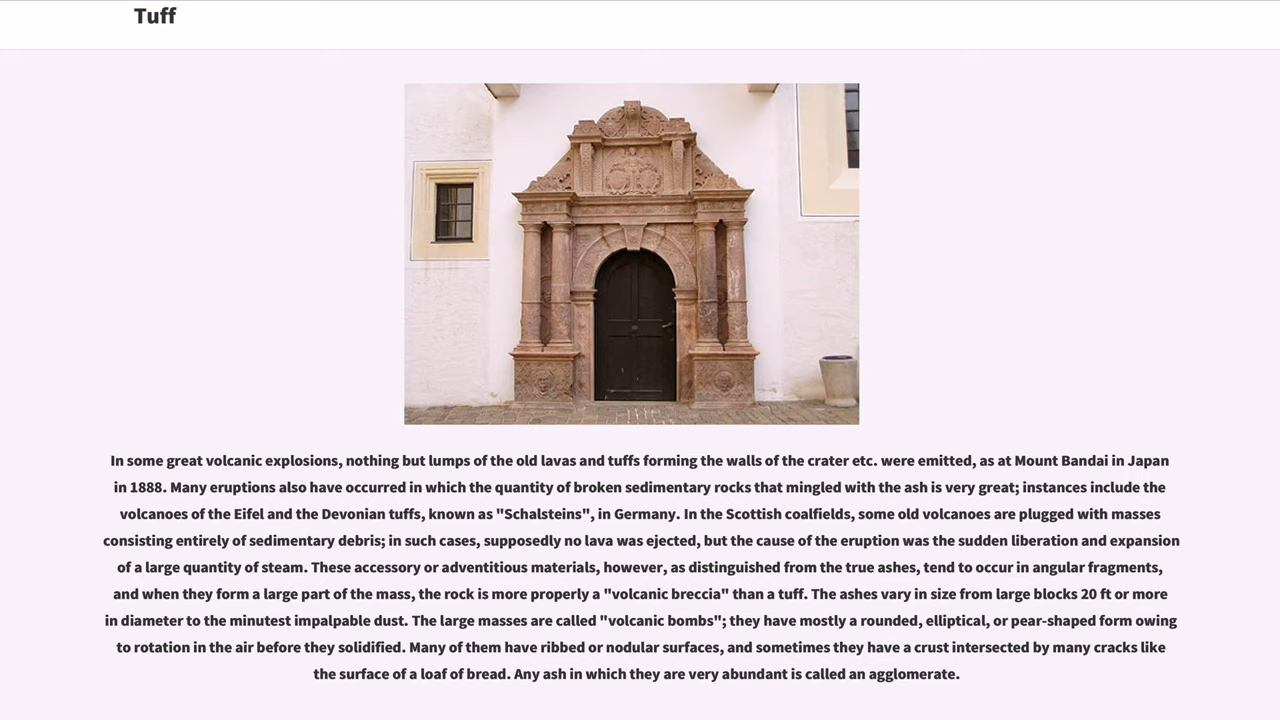 Tuff
In some great volcanic explosions, nothing but lumps of the old lavas and tuffs forming the walls of the crater etc. were emitted, as at Mount Bandai in Japan
in 1888. Many eruptions also have occurred in which the quantity of broken sedimentary rocks that mingled with the ash is very great; instances include the
volcanoes of the Eifel and the Devonian tuffs, known as "Schalsteins", in Germany. In the Scottish coalfields, some old volcanoes are plugged with masses
consisting entirely of sedimentary debris; in such cases, supposedly no lava was ejected, but the cause of the eruption was the sudden liberation and expansion
of a large quantity of steam. These accessory or adventitious materials, however, as distinguished from the true ashes, tend to occur in angular fragments,
and when they form a large part of the mass, the rock is more properly a "volcanic breccia" than a tuff. The ashes vary in size from large blocks 20 ft or more
in diameter to the minutest impalpable dust. The large masses are called "volcanic bombs"; they have mostly a rounded, elliptical, or pear-shaped form owing
to rotation in the air before they solidified. Many of them have ribbed or nodular surfaces, and sometimes they have a crust intersected by many cracks like
the surface of a loaf of bread. Any ash in which they are very abundant is called an agglomerate.